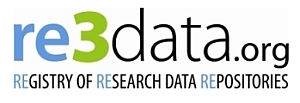 re3data.org
REGISTRY OF RESEARCH DATA REPOSITORIES